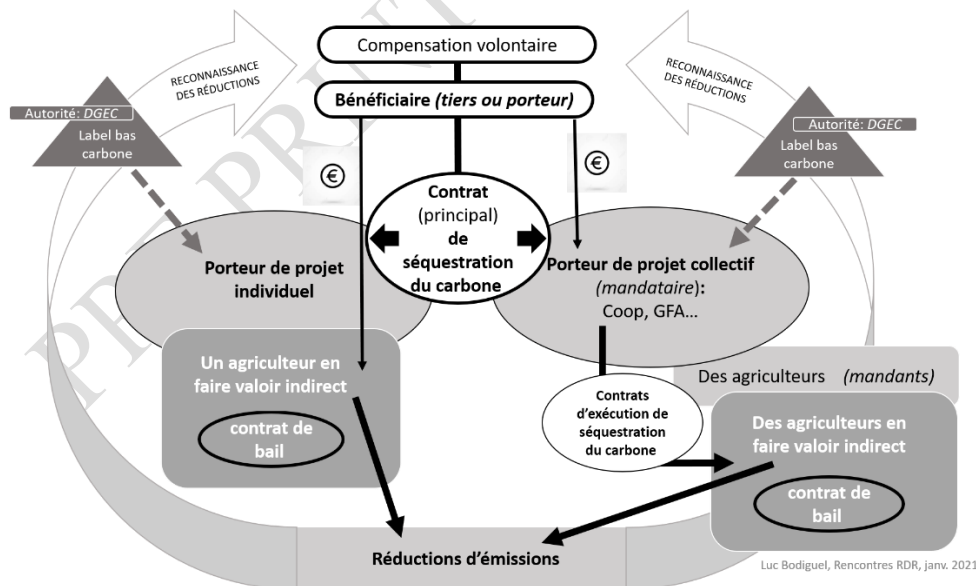 PREPRINT
Compensation volontaire
RECONNAISSANCE
DES RÉDUCTIONS
RECONNAISSANCE
DES RÉDUCTIONS
Bénéficiaire (tiers ou porteur)
Autorité: DGEC
Label bas
carbone
Autorité: DGEC
Label bas
carbone
€
€
Contrat
(principal)
de
séquestration
du carbone
Porteur de projet
individuel
Porteur de projet collectif
(mandataire):
Coop, GFA...
Un agriculteur en
faire valoir indirect
contrat de
bail
Des agriculteurs (mandants)
Contrats
d'exécution de
séquestration
du carbone
Des agriculteurs en
faire valoir indirect
contrat de
bail
Réductions d'émissions
Luc Bodiguel, Rencontres RDR, janv. 2021